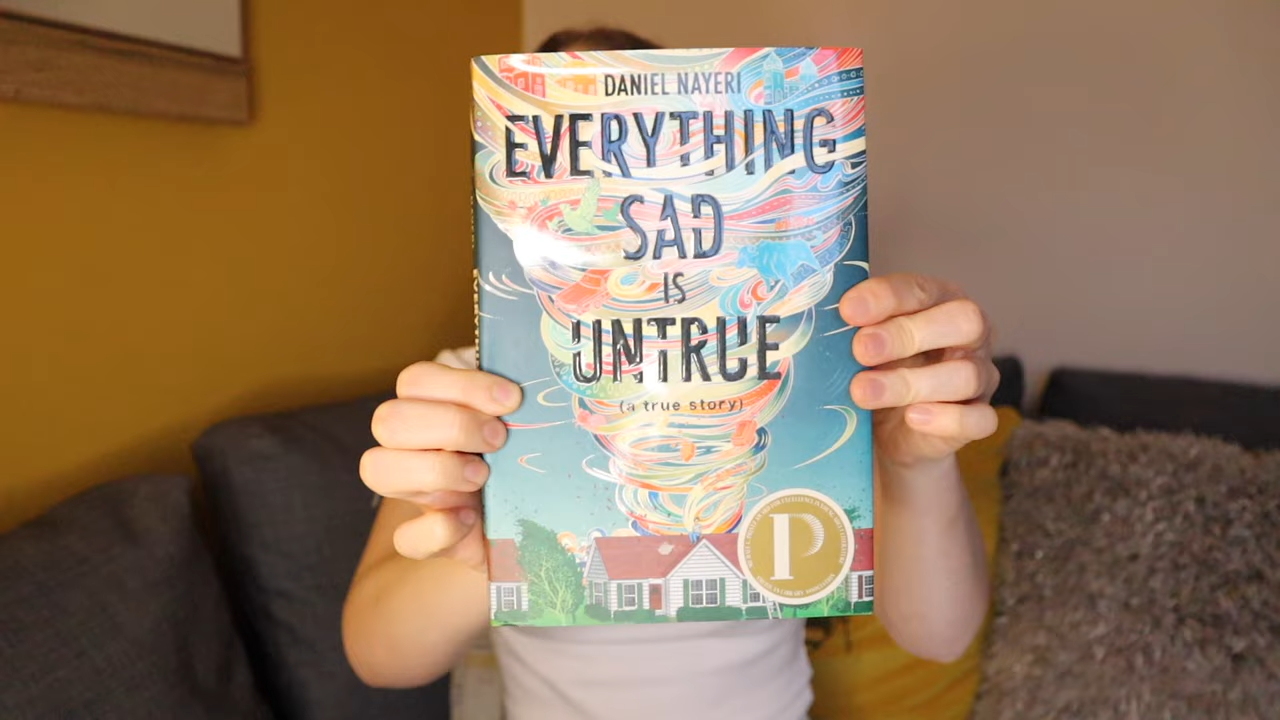 DANIEL NAYERI
EVERYTHING
SAD
IS
UNTRUE
(a true story)
P